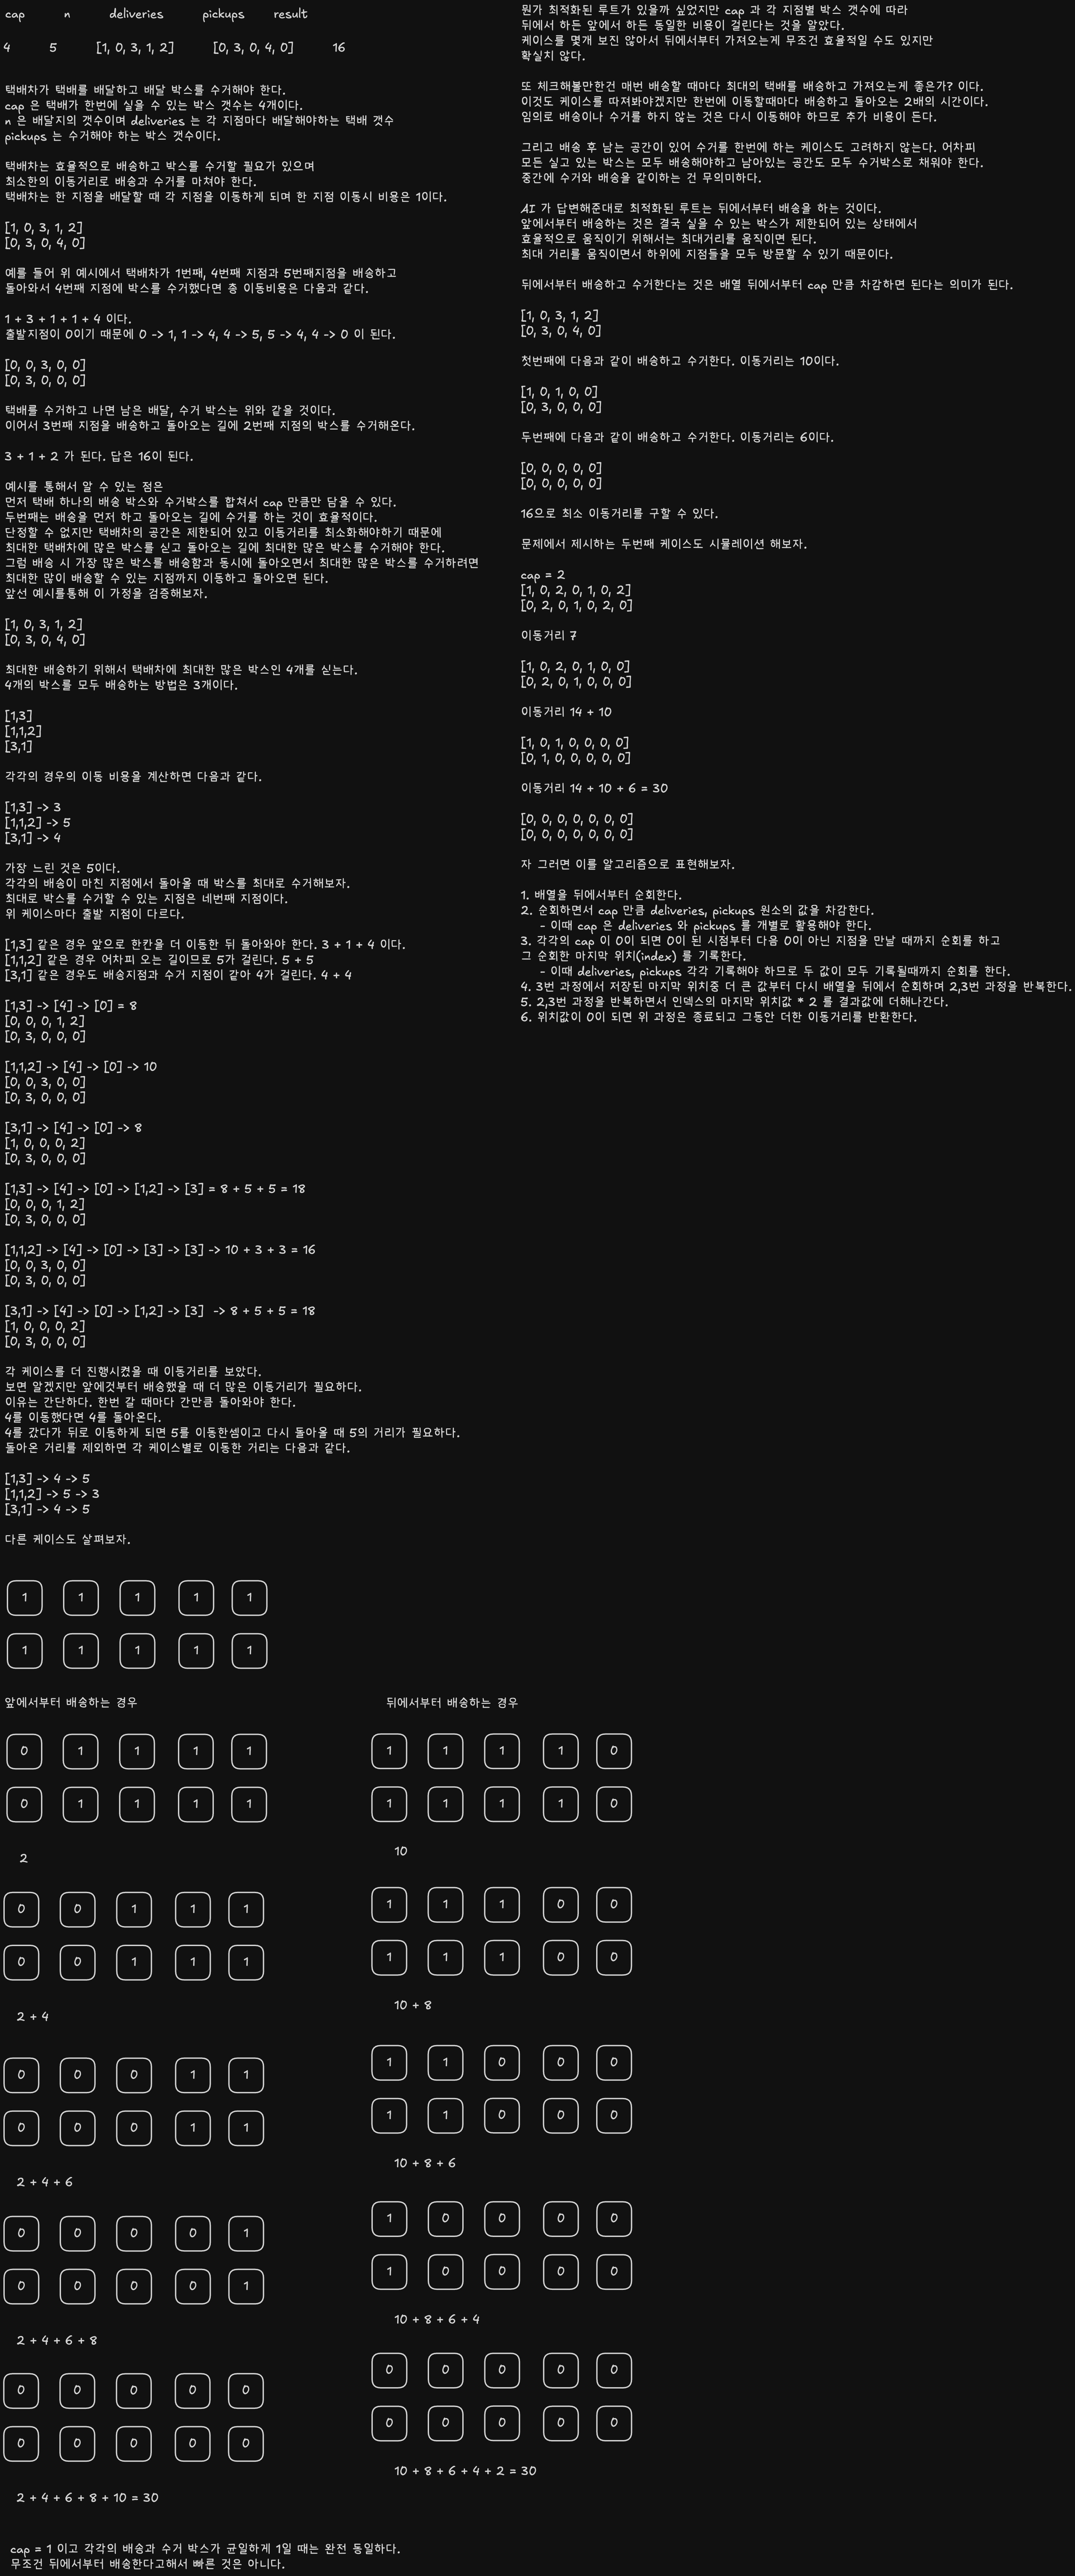 cap n deliveries pickups result
4 5 [1, 0, 3, 1, 2] [0, 3, 0, 4, 0] 16
택배차가 택배를 배달하고 배달 박스를 수거해야 한다.
cap 은 택배가 한번에 실을 수 있는 박스 갯수는 4개이다.
n 은 배달지의 갯수이며 deliveries 는 각 지점마다 배달해야하는 택배 갯수
pickups 는 수거해야 하는 박스 갯수이다.
택배차는 효율적으로 배송하고 박스를 수거할 필요가 있으며
최소한의 이동거리로 배송과 수거를 마쳐야 한다.
택배차는 한 지점을 배달할 때 각 지점을 이동하게 되며 한 지점 이동시 비용은 1이다.
[1, 0, 3, 1, 2]
[0, 3, 0, 4, 0]
예를 들어 위 예시에서 택배차가 1번째, 4번째 지점과 5번째지점을 배송하고
돌아와서 4번째 지점에 박스를 수거했다면 총 이동비용은 다음과 같다.
1 + 3 + 1 + 1 + 4 이다.
출발지점이 0이기 때문에 0 -> 1, 1 -> 4, 4 -> 5, 5 -> 4, 4 -> 0 이 된다.
[0, 0, 3, 0, 0]
[0, 3, 0, 0, 0]
택배를 수거하고 나면 남은 배달, 수거 박스는 위와 같을 것이다.
이어서 3번째 지점을 배송하고 돌아오는 길에 2번째 지점의 박스를 수거해온다.
3 + 1 + 2 가 된다. 답은 16이 된다.
예시를 통해서 알 수 있는 점은
먼저 택배 하나의 배송 박스와 수거박스를 합쳐서 cap 만큼만 담을 수 있다.
두번째는 배송을 먼저 하고 돌아오는 길에 수거를 하는 것이 효율적이다.
단정할 수 없지만 택배차의 공간은 제한되어 있고 이동거리를 최소화해야하기 때문에
최대한 택배차에 많은 박스를 싣고 돌아오는 길에 최대한 많은 박스를 수거해야 한다.
그럼 배송 시 가장 많은 박스를 배송함과 동시에 돌아오면서 최대한 많은 박스를 수거하려면
최대한 많이 배송할 수 있는 지점까지 이동하고 돌아오면 된다.
앞선 예시를통해 이 가정을 검증해보자.
[1, 0, 3, 1, 2]
[0, 3, 0, 4, 0]
최대한 배송하기 위해서 택배차에 최대한 많은 박스인 4개를 싣는다.
4개의 박스를 모두 배송하는 방법은 3개이다.
[1,3]
[1,1,2]
[3,1]
각각의 경우의 이동 비용을 계산하면 다음과 같다.
[1,3] -> 3
[1,1,2] -> 5
[3,1] -> 4
가장 느린 것은 5이다.
각각의 배송이 마친 지점에서 돌아올 때 박스를 최대로 수거해보자.
최대로 박스를 수거할 수 있는 지점은 네번째 지점이다.
위 케이스마다 출발 지점이 다르다.
[1,3] 같은 경우 앞으로 한칸을 더 이동한 뒤 돌아와야 한다. 3 + 1 + 4 이다.
[1,1,2] 같은 경우 어차피 오는 길이므로 5가 걸린다. 5 + 5
[3,1] 같은 경우도 배송지점과 수거 지점이 같아 4가 걸린다. 4 + 4
[1,3] -> [4] -> [0] = 8
[0, 0, 0, 1, 2]
[0, 3, 0, 0, 0]
[1,1,2] -> [4] -> [0] -> 10
[0, 0, 3, 0, 0]
[0, 3, 0, 0, 0]
[3,1] -> [4] -> [0] -> 8
[1, 0, 0, 0, 2]
[0, 3, 0, 0, 0]
[1,3] -> [4] -> [0] -> [1,2] -> [3] = 8 + 5 + 5 = 18
[0, 0, 0, 1, 2]
[0, 3, 0, 0, 0]
[1,1,2] -> [4] -> [0] -> [3] -> [3] -> 10 + 3 + 3 = 16
[0, 0, 3, 0, 0]
[0, 3, 0, 0, 0]
[3,1] -> [4] -> [0] -> [1,2] -> [3] -> 8 + 5 + 5 = 18
[1, 0, 0, 0, 2]
[0, 3, 0, 0, 0]
각 케이스를 더 진행시켰을 때 이동거리를 보았다.
보면 알겠지만 앞에것부터 배송했을 때 더 많은 이동거리가 필요하다.
이유는 간단하다. 한번 갈 때마다 간만큼 돌아와야 한다.
4를 이동했다면 4를 돌아온다.
4를 갔다가 뒤로 이동하게 되면 5를 이동한셈이고 다시 돌아올 때 5의 거리가 필요하다.
돌아온 거리를 제외하면 각 케이스별로 이동한 거리는 다음과 같다.
[1,3] -> 4 -> 5
[1,1,2] -> 5 -> 3
[3,1] -> 4 -> 5
다른 케이스도 살펴보자.
1 1 1 1 1
1 1 1 1 1
앞에서부터 배송하는 경우
0 1 1 1 1
0 1 1 1 1
2
0 0 1 1 1
0 0 1 1 1
2 + 4
0 0 0 1 1
0 0 0 1 1
2 + 4 + 6
0 0 0 0 1
0 0 0 0 1
2 + 4 + 6 + 8
0 0 0 0 0
0 0 0 0 0
2 + 4 + 6 + 8 + 10 = 30
뒤에서부터 배송하는 경우
1 1 1 1 0
1 1 1 1 0
10
1 1 1 0 0
1 1 1 0 0
10 + 8
1 1 0 0 0
1 1 0 0 0
10 + 8 + 6
1 0 0 0 0
1 0 0 0 0
10 + 8 + 6 + 4
0 0 0 0 0
0 0 0 0 0
10 + 8 + 6 + 4 + 2 = 30
cap = 1 이고 각각의 배송과 수거 박스가 균일하게 1일 때는 완전 동일하다.
무조건 뒤에서부터 배송한다고해서 빠른 것은 아니다.
뭔가 최적화된 루트가 있을까 싶었지만 cap 과 각 지점별 박스 갯수에 따라
뒤에서 하든 앞에서 하든 동일한 비용이 걸린다는 것을 알았다.
케이스를 몇개 보진 않아서 뒤에서부터 가져오는게 무조건 효율적일 수도 있지만
확실치 않다.
또 체크해볼만한건 매번 배송할 때마다 최대의 택배를 배송하고 가져오는게 좋은가? 이다.
이것도 케이스를 따져봐야겠지만 한번에 이동할때마다 배송하고 돌아오는 2배의 시간이다.
임의로 배송이나 수거를 하지 않는 것은 다시 이동해야 하므로 추가 비용이 든다.
그리고 배송 후 남는 공간이 있어 수거를 한번에 하는 케이스도 고려하지 않는다. 어차피
모든 실고 있는 박스는 모두 배송해야하고 남아있는 공간도 모두 수거박스로 채워야 한다.
중간에 수거와 배송을 같이하는 건 무의미하다.
AI 가 답변해준대로 최적화된 루트는 뒤에서부터 배송을 하는 것이다.
앞에서부터 배송하는 것은 결국 실을 수 있는 박스가 제한되어 있는 상태에서
효율적으로 움직이기 위해서는 최대거리를 움직이면 된다.
최대 거리를 움직이면서 하위에 지점들을 모두 방문할 수 있기 때문이다.
뒤에서부터 배송하고 수거한다는 것은 배열 뒤에서부터 cap 만큼 차감하면 된다는 의미가 된다.
[1, 0, 3, 1, 2]
[0, 3, 0, 4, 0]
첫번째에 다음과 같이 배송하고 수거한다. 이동거리는 10이다.
[1, 0, 1, 0, 0]
[0, 3, 0, 0, 0]
두번째에 다음과 같이 배송하고 수거한다. 이동거리는 6이다.
[0, 0, 0, 0, 0]
[0, 0, 0, 0, 0]
16으로 최소 이동거리를 구할 수 있다.
문제에서 제시하는 두번째 케이스도 시뮬레이션 해보자.
cap = 2
[1, 0, 2, 0, 1, 0, 2]
[0, 2, 0, 1, 0, 2, 0]
이동거리 7
[1, 0, 2, 0, 1, 0, 0]
[0, 2, 0, 1, 0, 0, 0]
이동거리 14 + 10
[1, 0, 1, 0, 0, 0, 0]
[0, 1, 0, 0, 0, 0, 0]
이동거리 14 + 10 + 6 = 30
[0, 0, 0, 0, 0, 0, 0]
[0, 0, 0, 0, 0, 0, 0]
자 그러면 이를 알고리즘으로 표현해보자.
1. 배열을 뒤에서부터 순회한다.
2. 순회하면서 cap 만큼 deliveries, pickups 원소의 값을 차감한다.
- 이때 cap 은 deliveries 와 pickups 를 개별로 활용해야 한다.
3. 각각의 cap 이 0이 되면 0이 된 시점부터 다음 0이 아닌 지점을 만날 때까지 순회를 하고
그 순회한 마지막 위치(index) 를 기록한다.
- 이때 deliveries, pickups 각각 기록해야 하므로 두 값이 모두 기록될때까지 순회를 한다.
4. 3번 과정에서 저장된 마지막 위치중 더 큰 값부터 다시 배열을 뒤에서 순회하며 2,3번 과정을 반복한다.
5. 2,3번 과정을 반복하면서 인덱스의 마지막 위치값 * 2 를 결과값에 더해나간다.
6. 위치값이 0이 되면 위 과정은 종료되고 그동안 더한 이동거리를 반환한다.